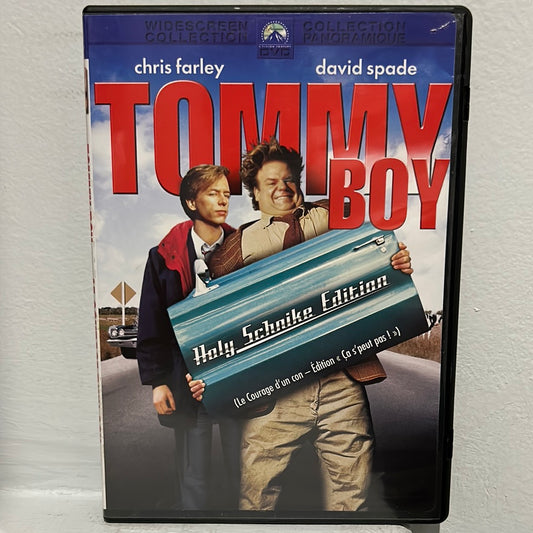 WIDESCREEN COLLECTION
COLLECTION PANORAMIQUE
DVD
chris farley david spade
TOMMY
BOY
Holy Schnike Edition
(Le Courage d'un con – Édition « Ça s'peut pas ! »)